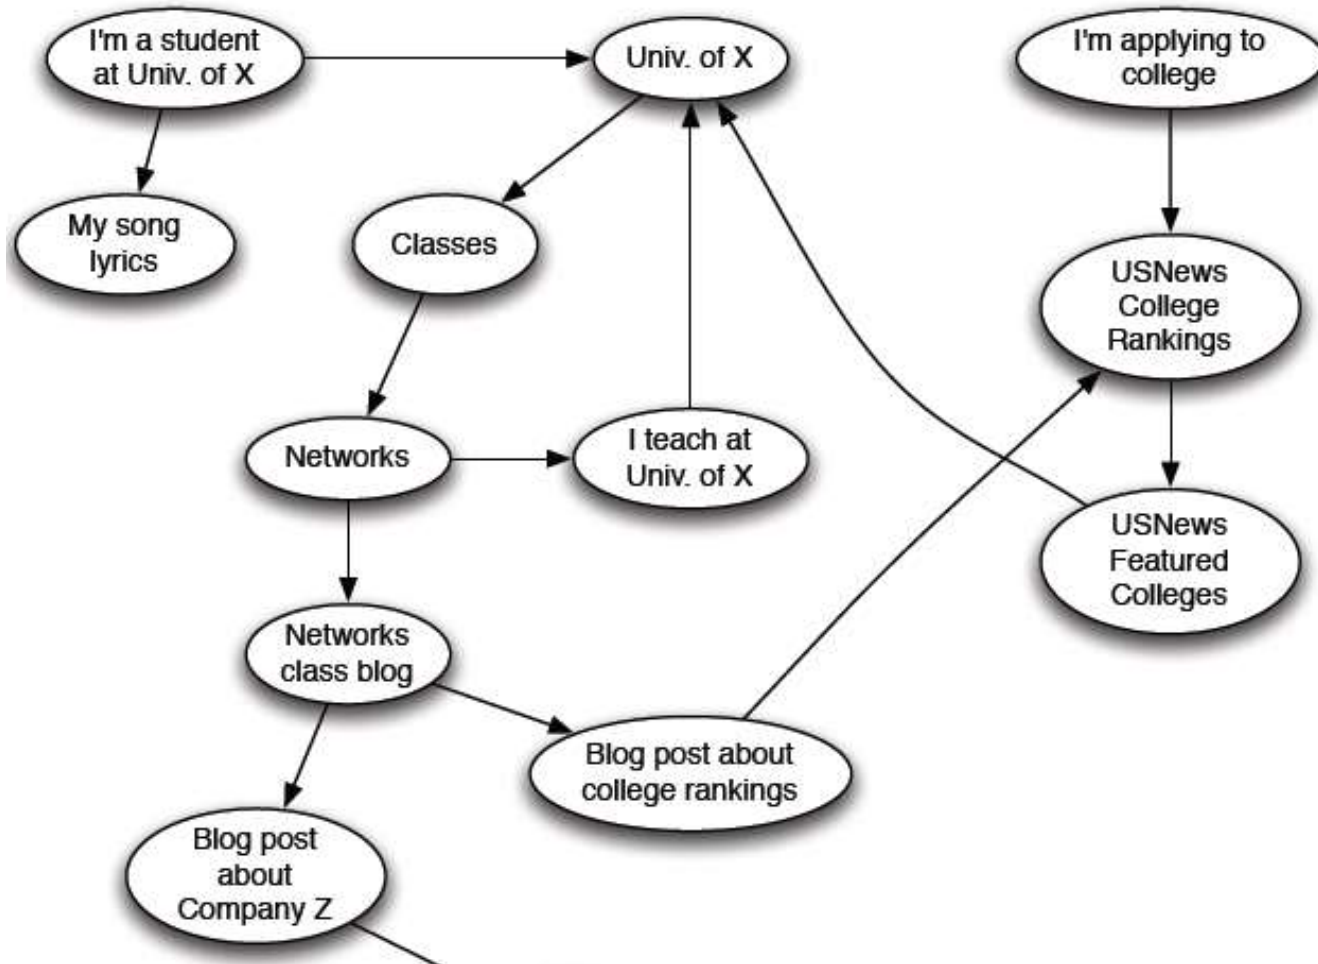 I'm a student
at Univ. of X
Univ. of X
I'm applying to
college
My song
lyrics
Classes
USNews
College
Rankings
Networks
I teach at
Univ. of X
USNews
Featured
Colleges
Networks
class blog
Blog post about
college rankings
Blog post
about
Company Z